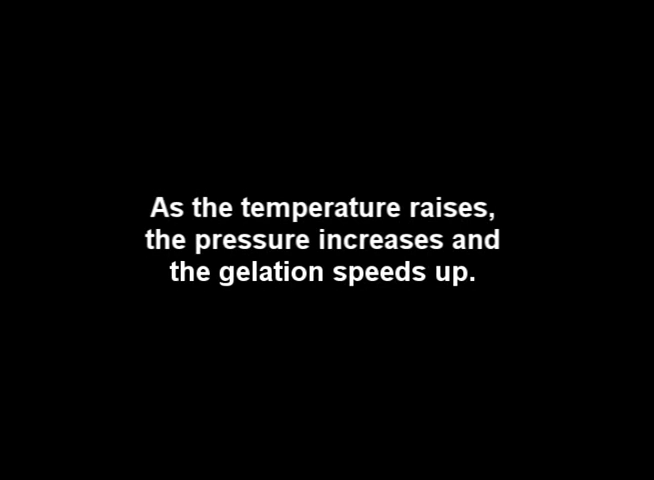 As the temperature raises,
the pressure increases and
the gelation speeds up.